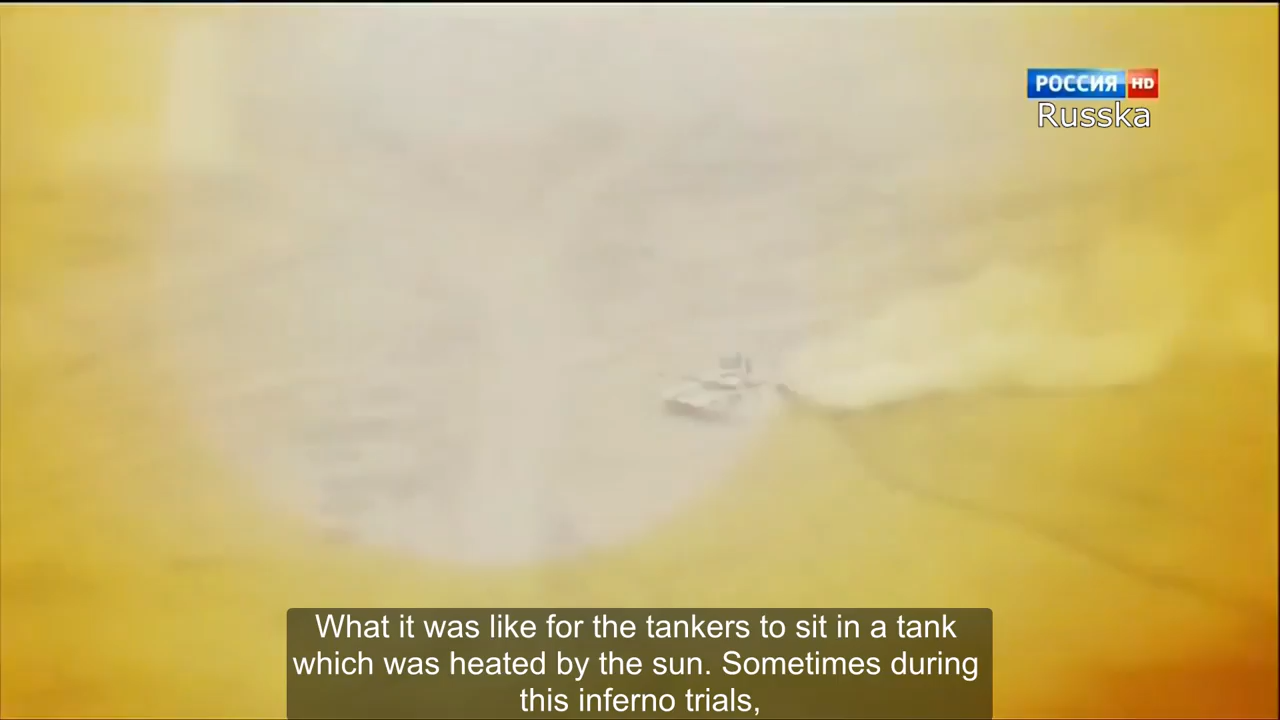 РОССИЯ HD
Russka
What it was like for the tankers to sit in a tank
which was heated by the sun. Sometimes during
this inferno trials,